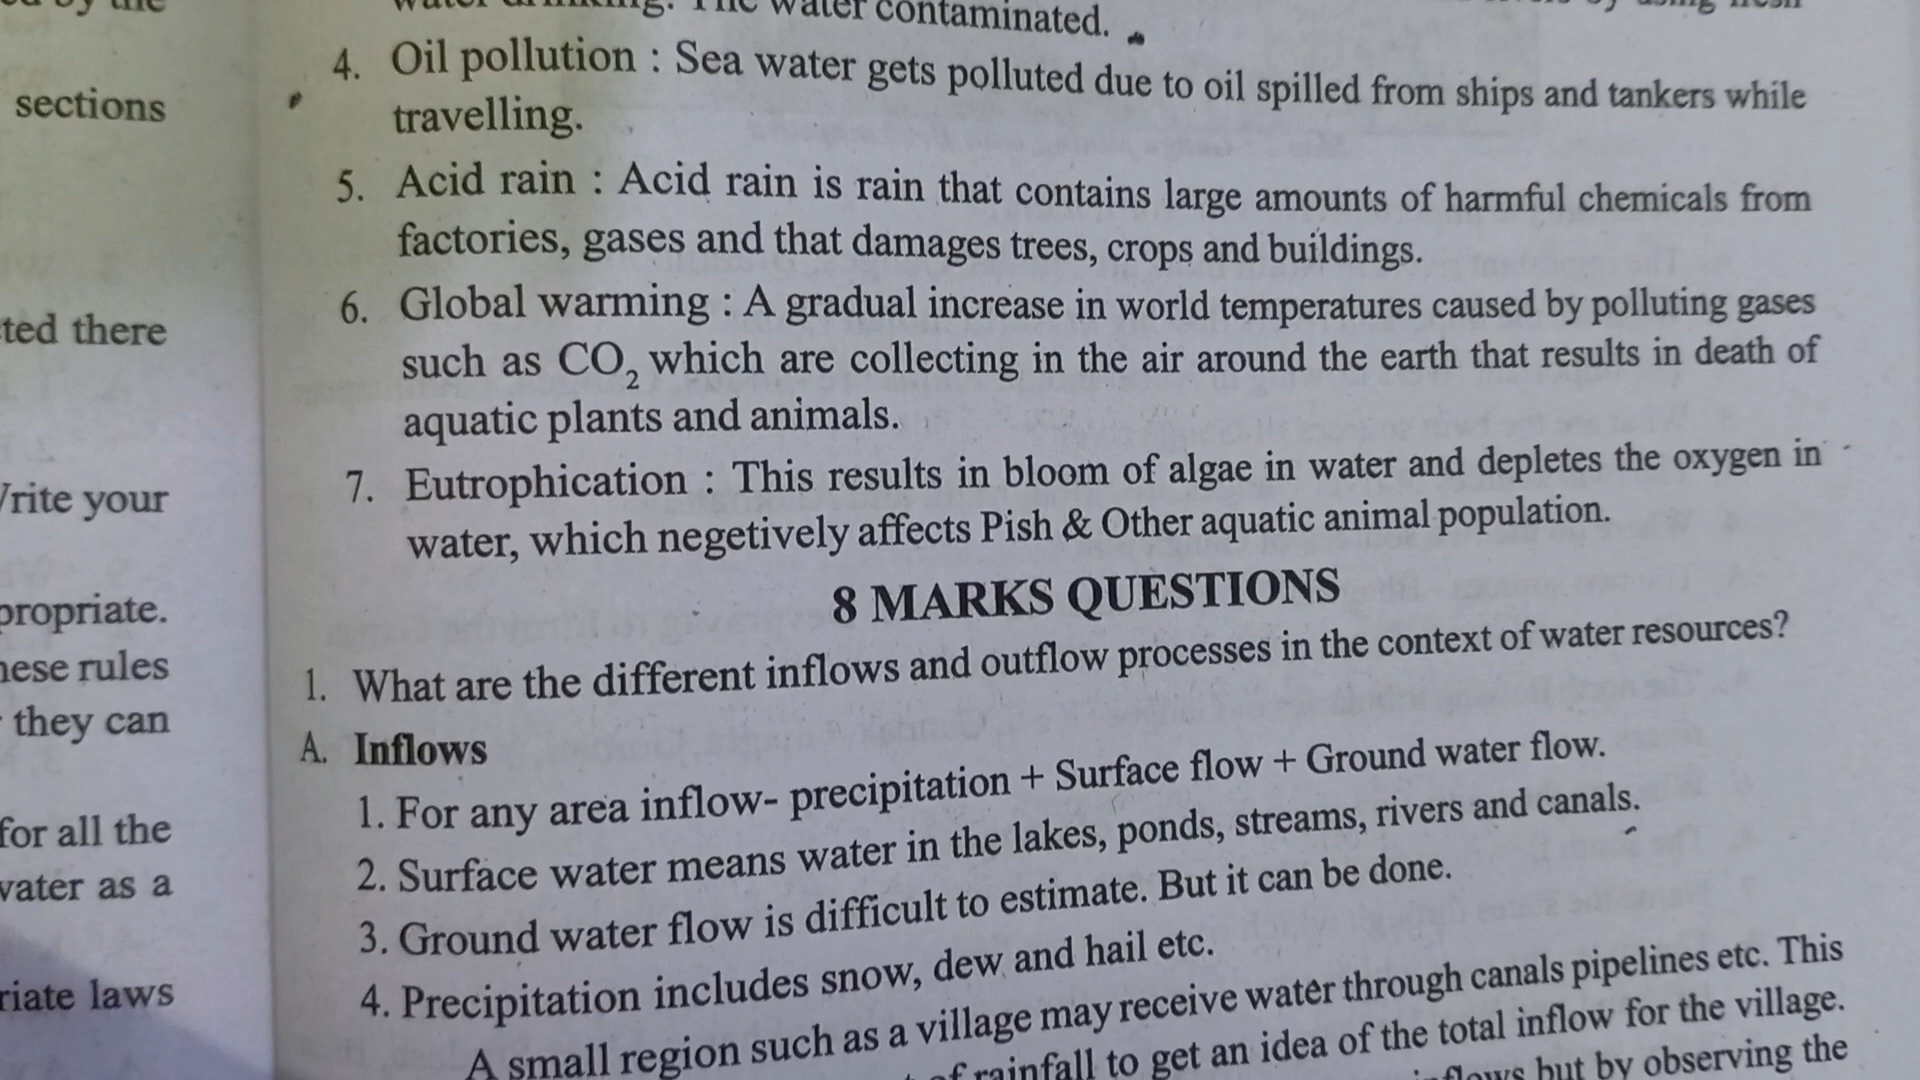 sections
ted there
rite your
propriate.
these rules
they can
for all the
water as a
riate laws
water contaminated.
4. Oil pollution : Sea water gets polluted due to oil spilled from ships and tankers while
travelling.
5. Acid rain : Acid rain is rain that contains large amounts of harmful chemicals from
factories, gases and that damages trees, crops and buildings.
6. Global warming : A gradual increase in world temperatures caused by polluting gases
such as CO₂ which are collecting in the air around the earth that results in death of
aquatic plants and animals.
7. Eutrophication : This results in bloom of algae in water and depletes the oxygen in
water, which negetively affects Pish & Other aquatic animal population.
8 MARKS QUESTIONS
1. What are the different inflows and outflow processes in the context of water resources?
A. Inflows
1. For any area inflow- precipitation + Surface flow + Ground water flow.
2. Surface water means water in the lakes, ponds, streams, rivers and canals.
3. Ground water flow is difficult to estimate. But it can be done.
4. Precipitation includes snow, dew and hail etc.
A small region such as a village may receive water through canals pipelines etc. This
of rainfall to get an idea of the total inflow for the village.
but by observing the